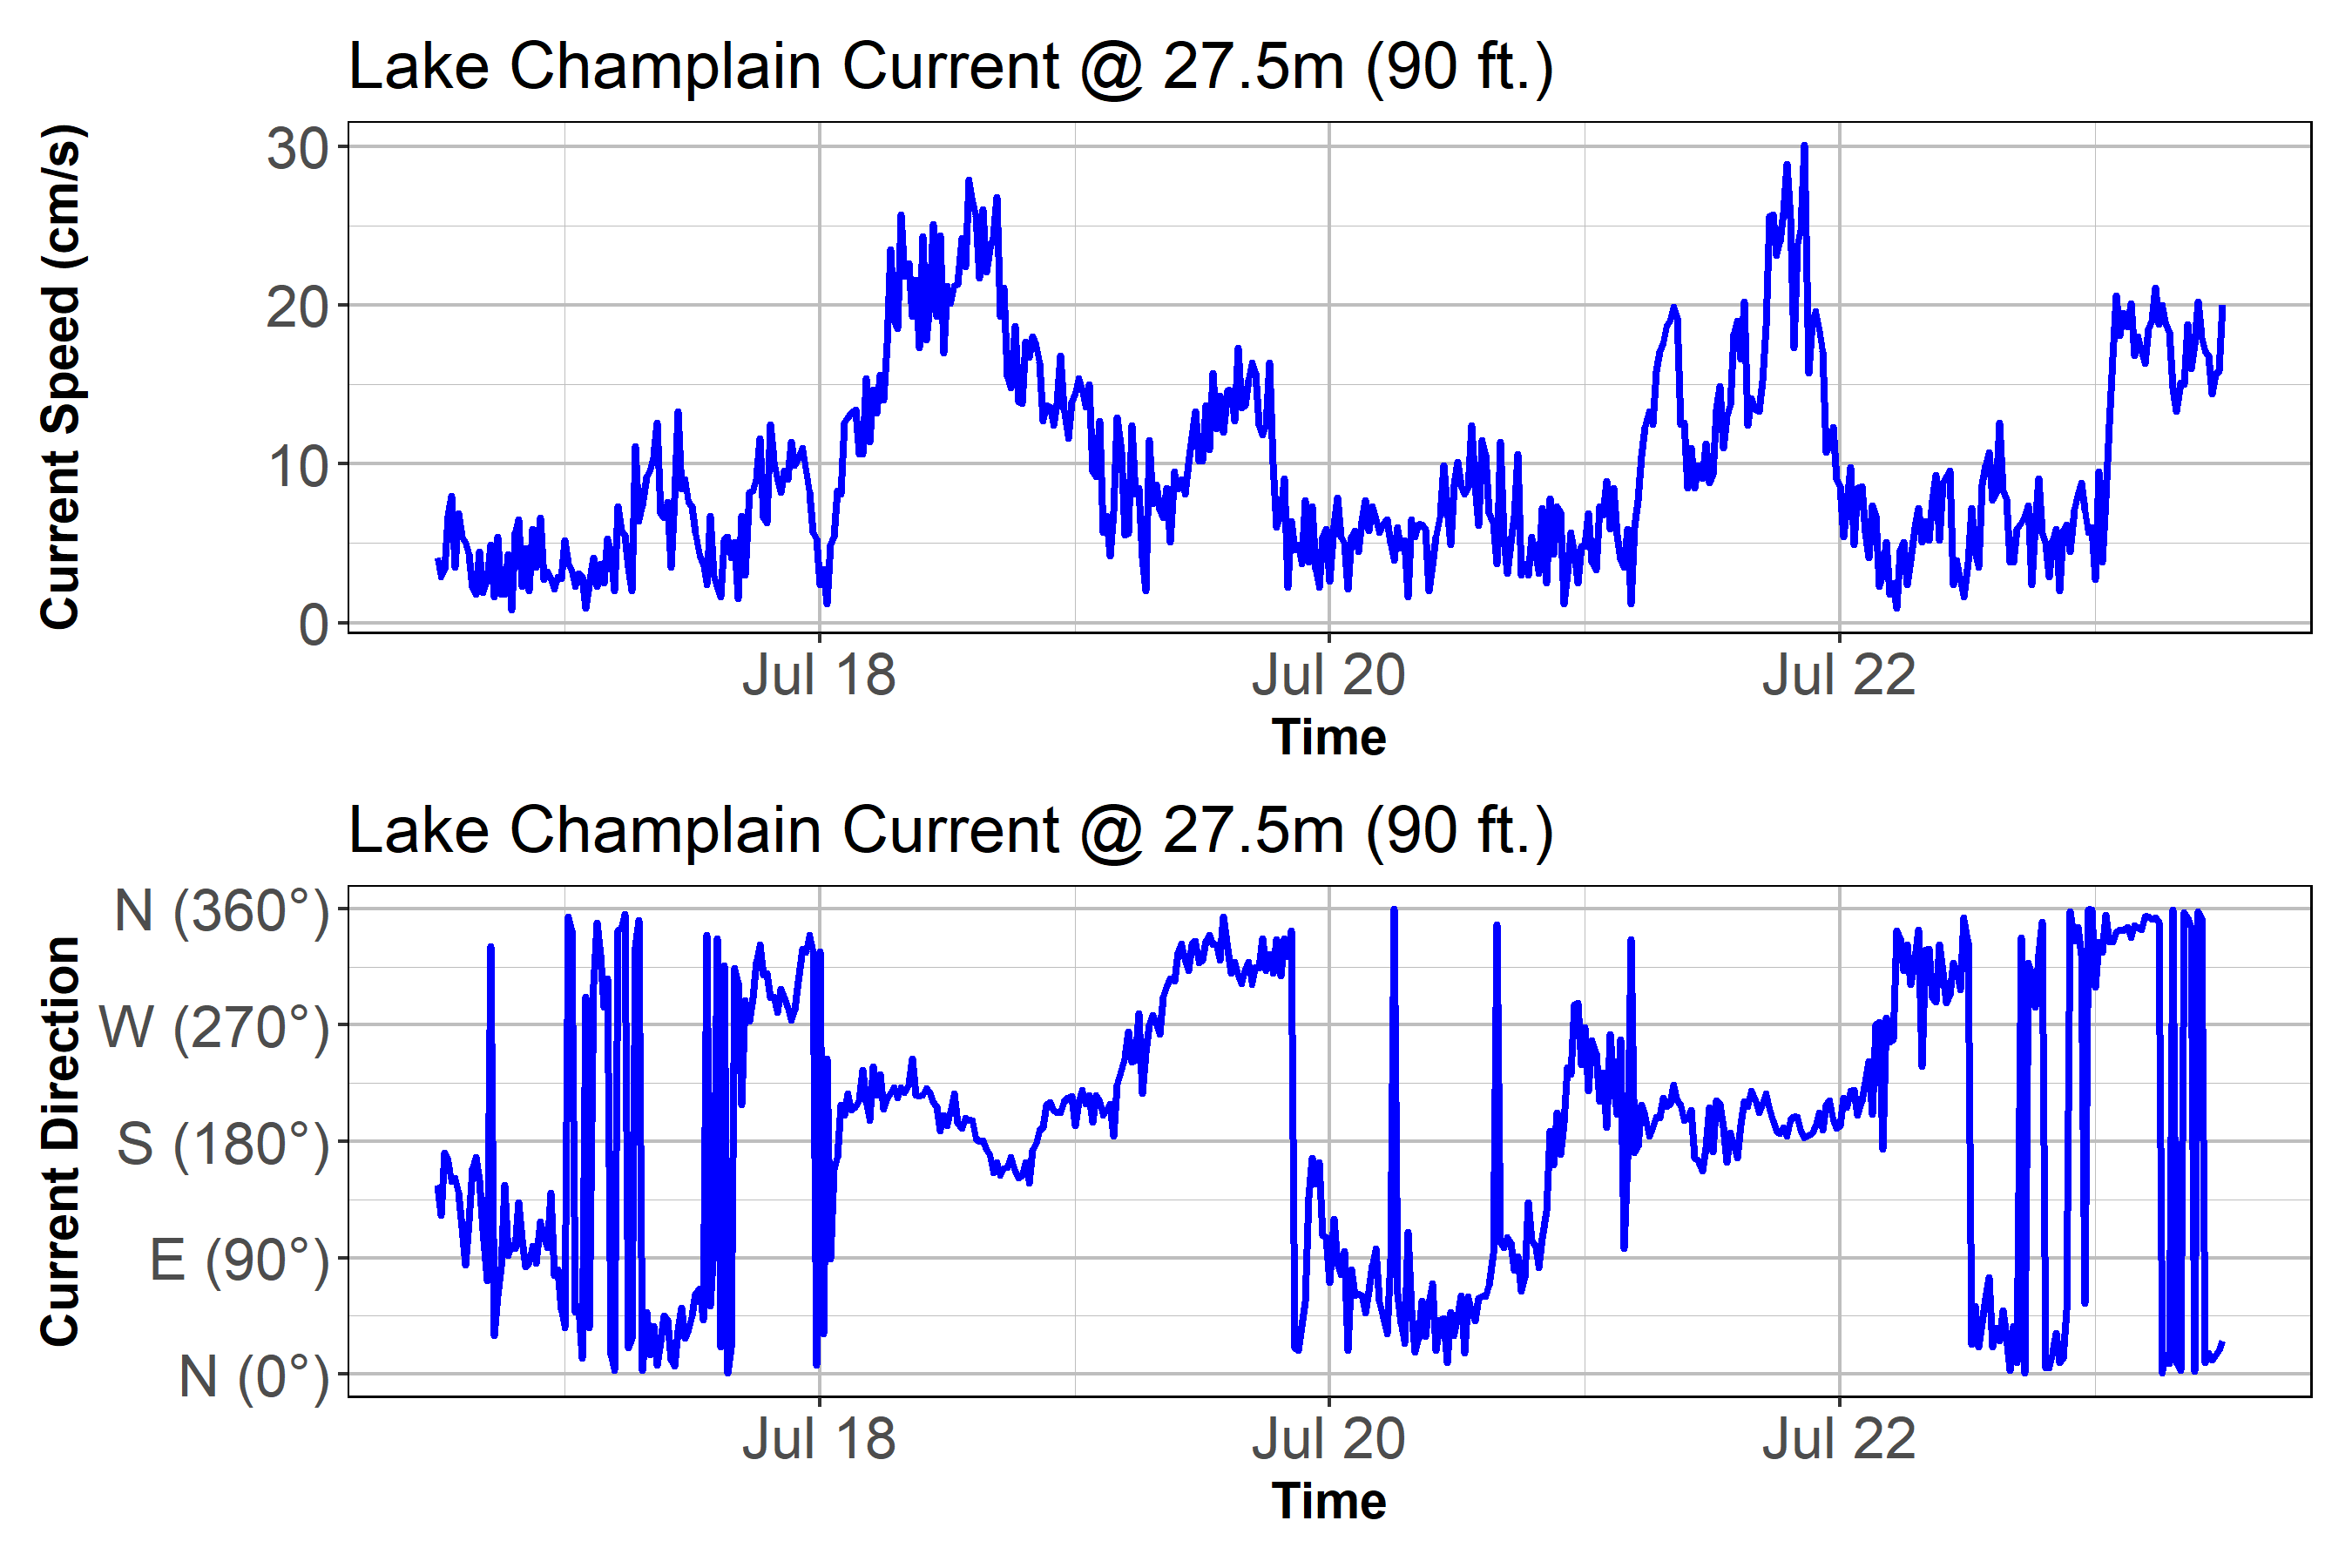 Lake Champlain Current @ 27.5m (90 ft.)
Current Speed (cm/s)
30
20
10
0
Jul 18 Jul 20 Jul 22
Time
Lake Champlain Current @ 27.5m (90 ft.)
Current Direction
N (360°)
W (270°)
S (180°)
E (90°)
N (0°)
Jul 18 Jul 20 Jul 22
Time